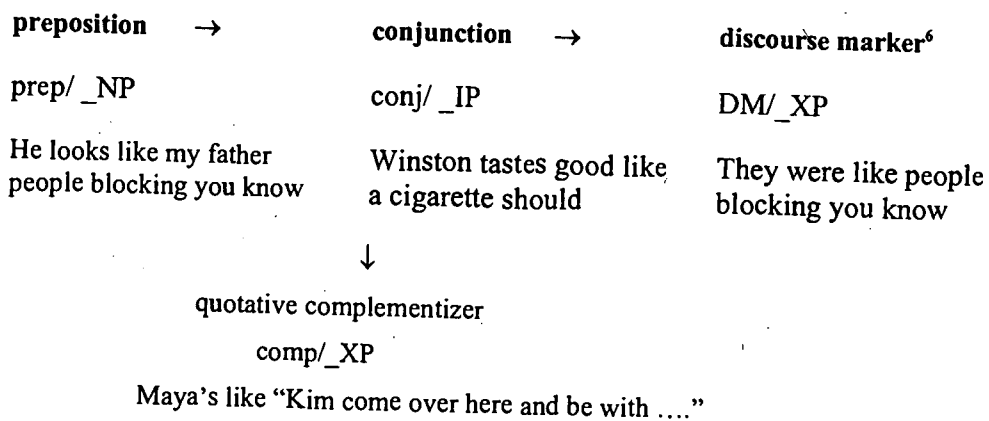 preposition → conjunction → discourse marker⁶
prep/ _NP conj/ _IP DM/_XP
He looks like my father Winston tastes good like They were like people
people blocking you know a cigarette should blocking you know
↓
quotative complementizer
comp/_XP
Maya's like “Kim come over here and be with ….”